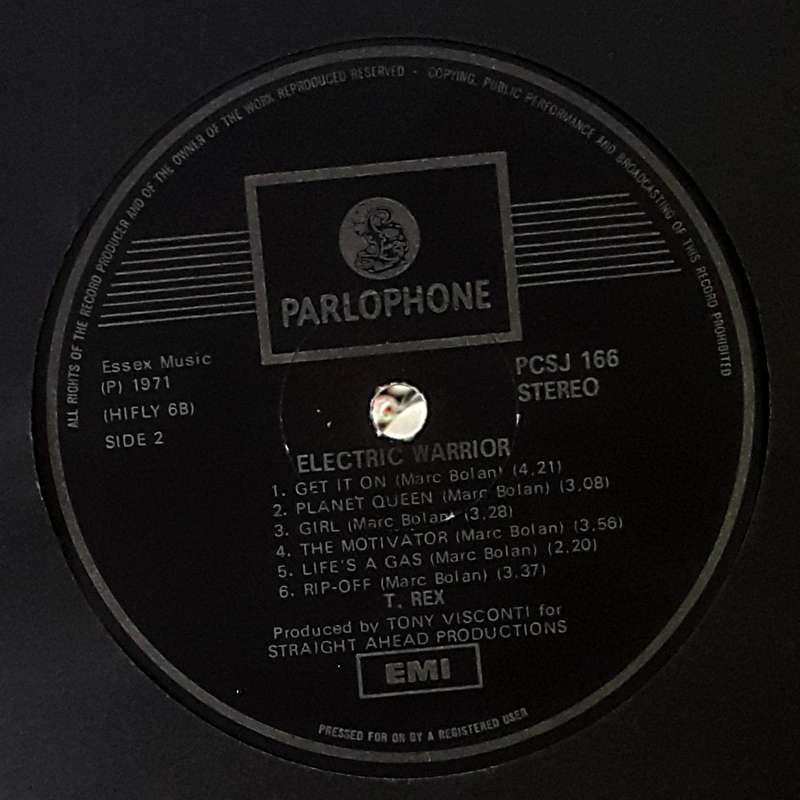 ALL RIGHTS OF THE RECORD PRODUCER AND OF THE OWNER OF THE WORK REPRODUCED RESERVED - COPYING, PUBLIC PERFORMANCE AND BROADCASTING OF THIS RECORD PROHIBITED
PARLOPHONE
Essex Music
(P) 1971
(HIFLY 6B)
SIDE 2
PCSJ 166
STEREO
ELECTRIC WARRIOR
1. GET IT ON (Marc Bolan) (4,21)
2. PLANET QUEEN (Marc Bolan) (3,08)
3. GIRL (Marc Bolan) (3,28)
4. THE MOTIVATOR (Marc Bolan) (3,56)
5. LIFE'S A GAS (Marc Bolan) (2,20)
6. RIP-OFF (Marc Bolan) (3,37)
T. REX
Produced by TONY VISCONTI for
STRAIGHT AHEAD PRODUCTIONS
EMI
PRESSED FOR OR BY A REGISTERED USER